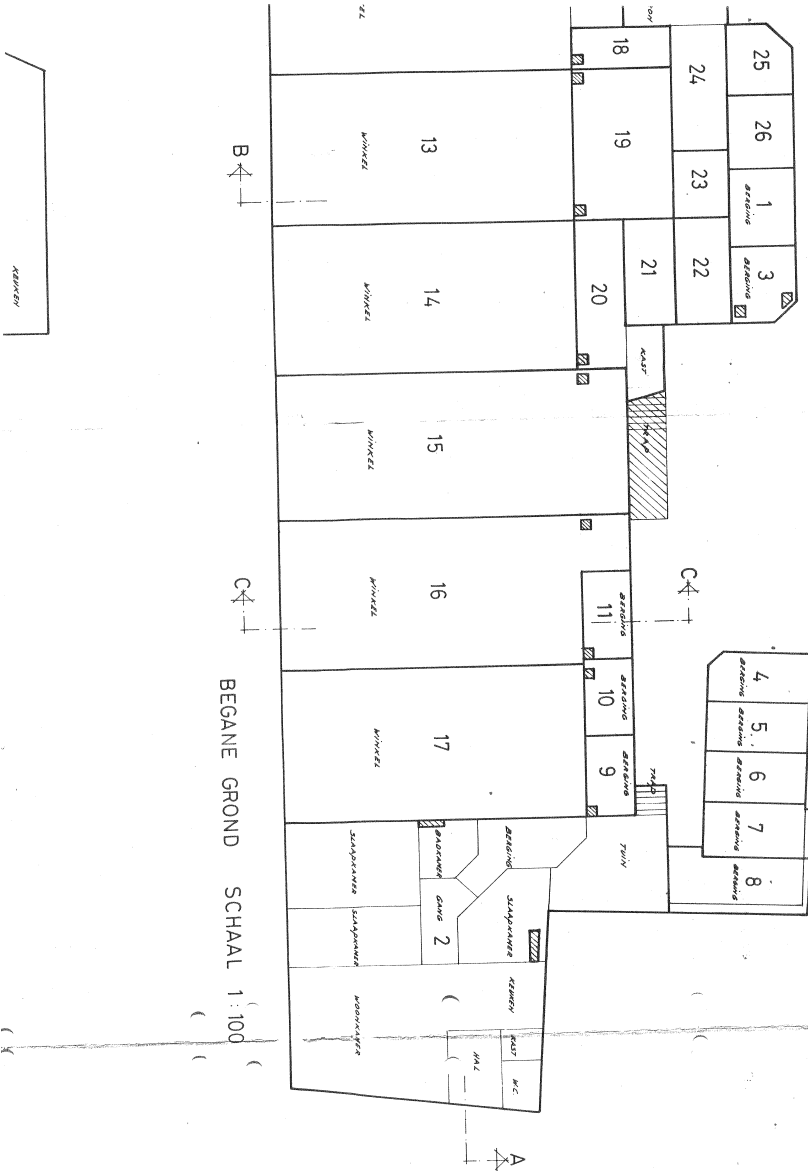 18
24
25
26
13
WINKEL
19
23
1
BERGING
B
3
BERGING
14
WINKEL
20
21
22
KEUKEN
KAST
15
WINKEL
TRAP
C
C
16
WINKEL
11
BERGING
4
BERGING
5
BERGING
10
BERGING
17
WINKEL
9
BERGING
TRAP
6
BERGING
7
BERGING
8
BERGING
BEGANE GROND SCHAAL 1:100
SLAAPKAMER
BADKAMER
BERGING
TUIN
SLAAPKAMER
GANG
2
SLAAPKAMER
WOONKAMER
KEUKEN
HAL
KAST
W.C.
A